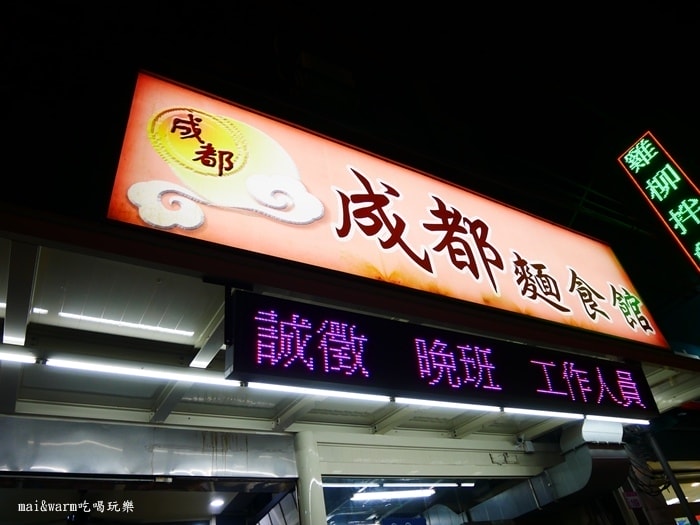 成都
成都麵食館
誠徵 晚班 工作人員
雞柳拌
mai&warm吃喝玩樂